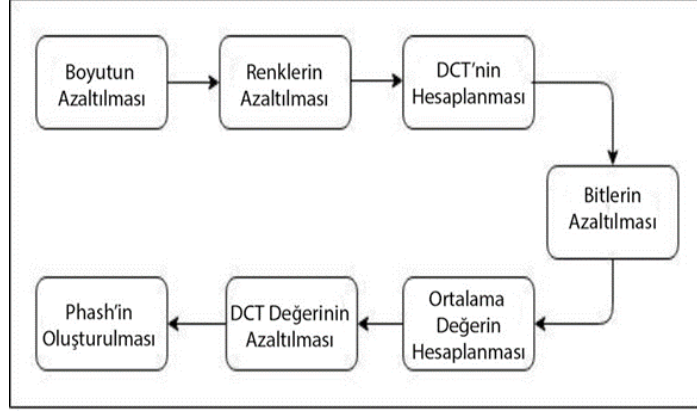 Boyutun
Azaltılması
Renklerin
Azaltılması
DCT'nin
Hesaplanması
Bitlerin
Azaltılması
Ortalama
Değerin
Hesaplanması
DCT Değerinin
Azaltılması
Phash'in
Oluşturulması